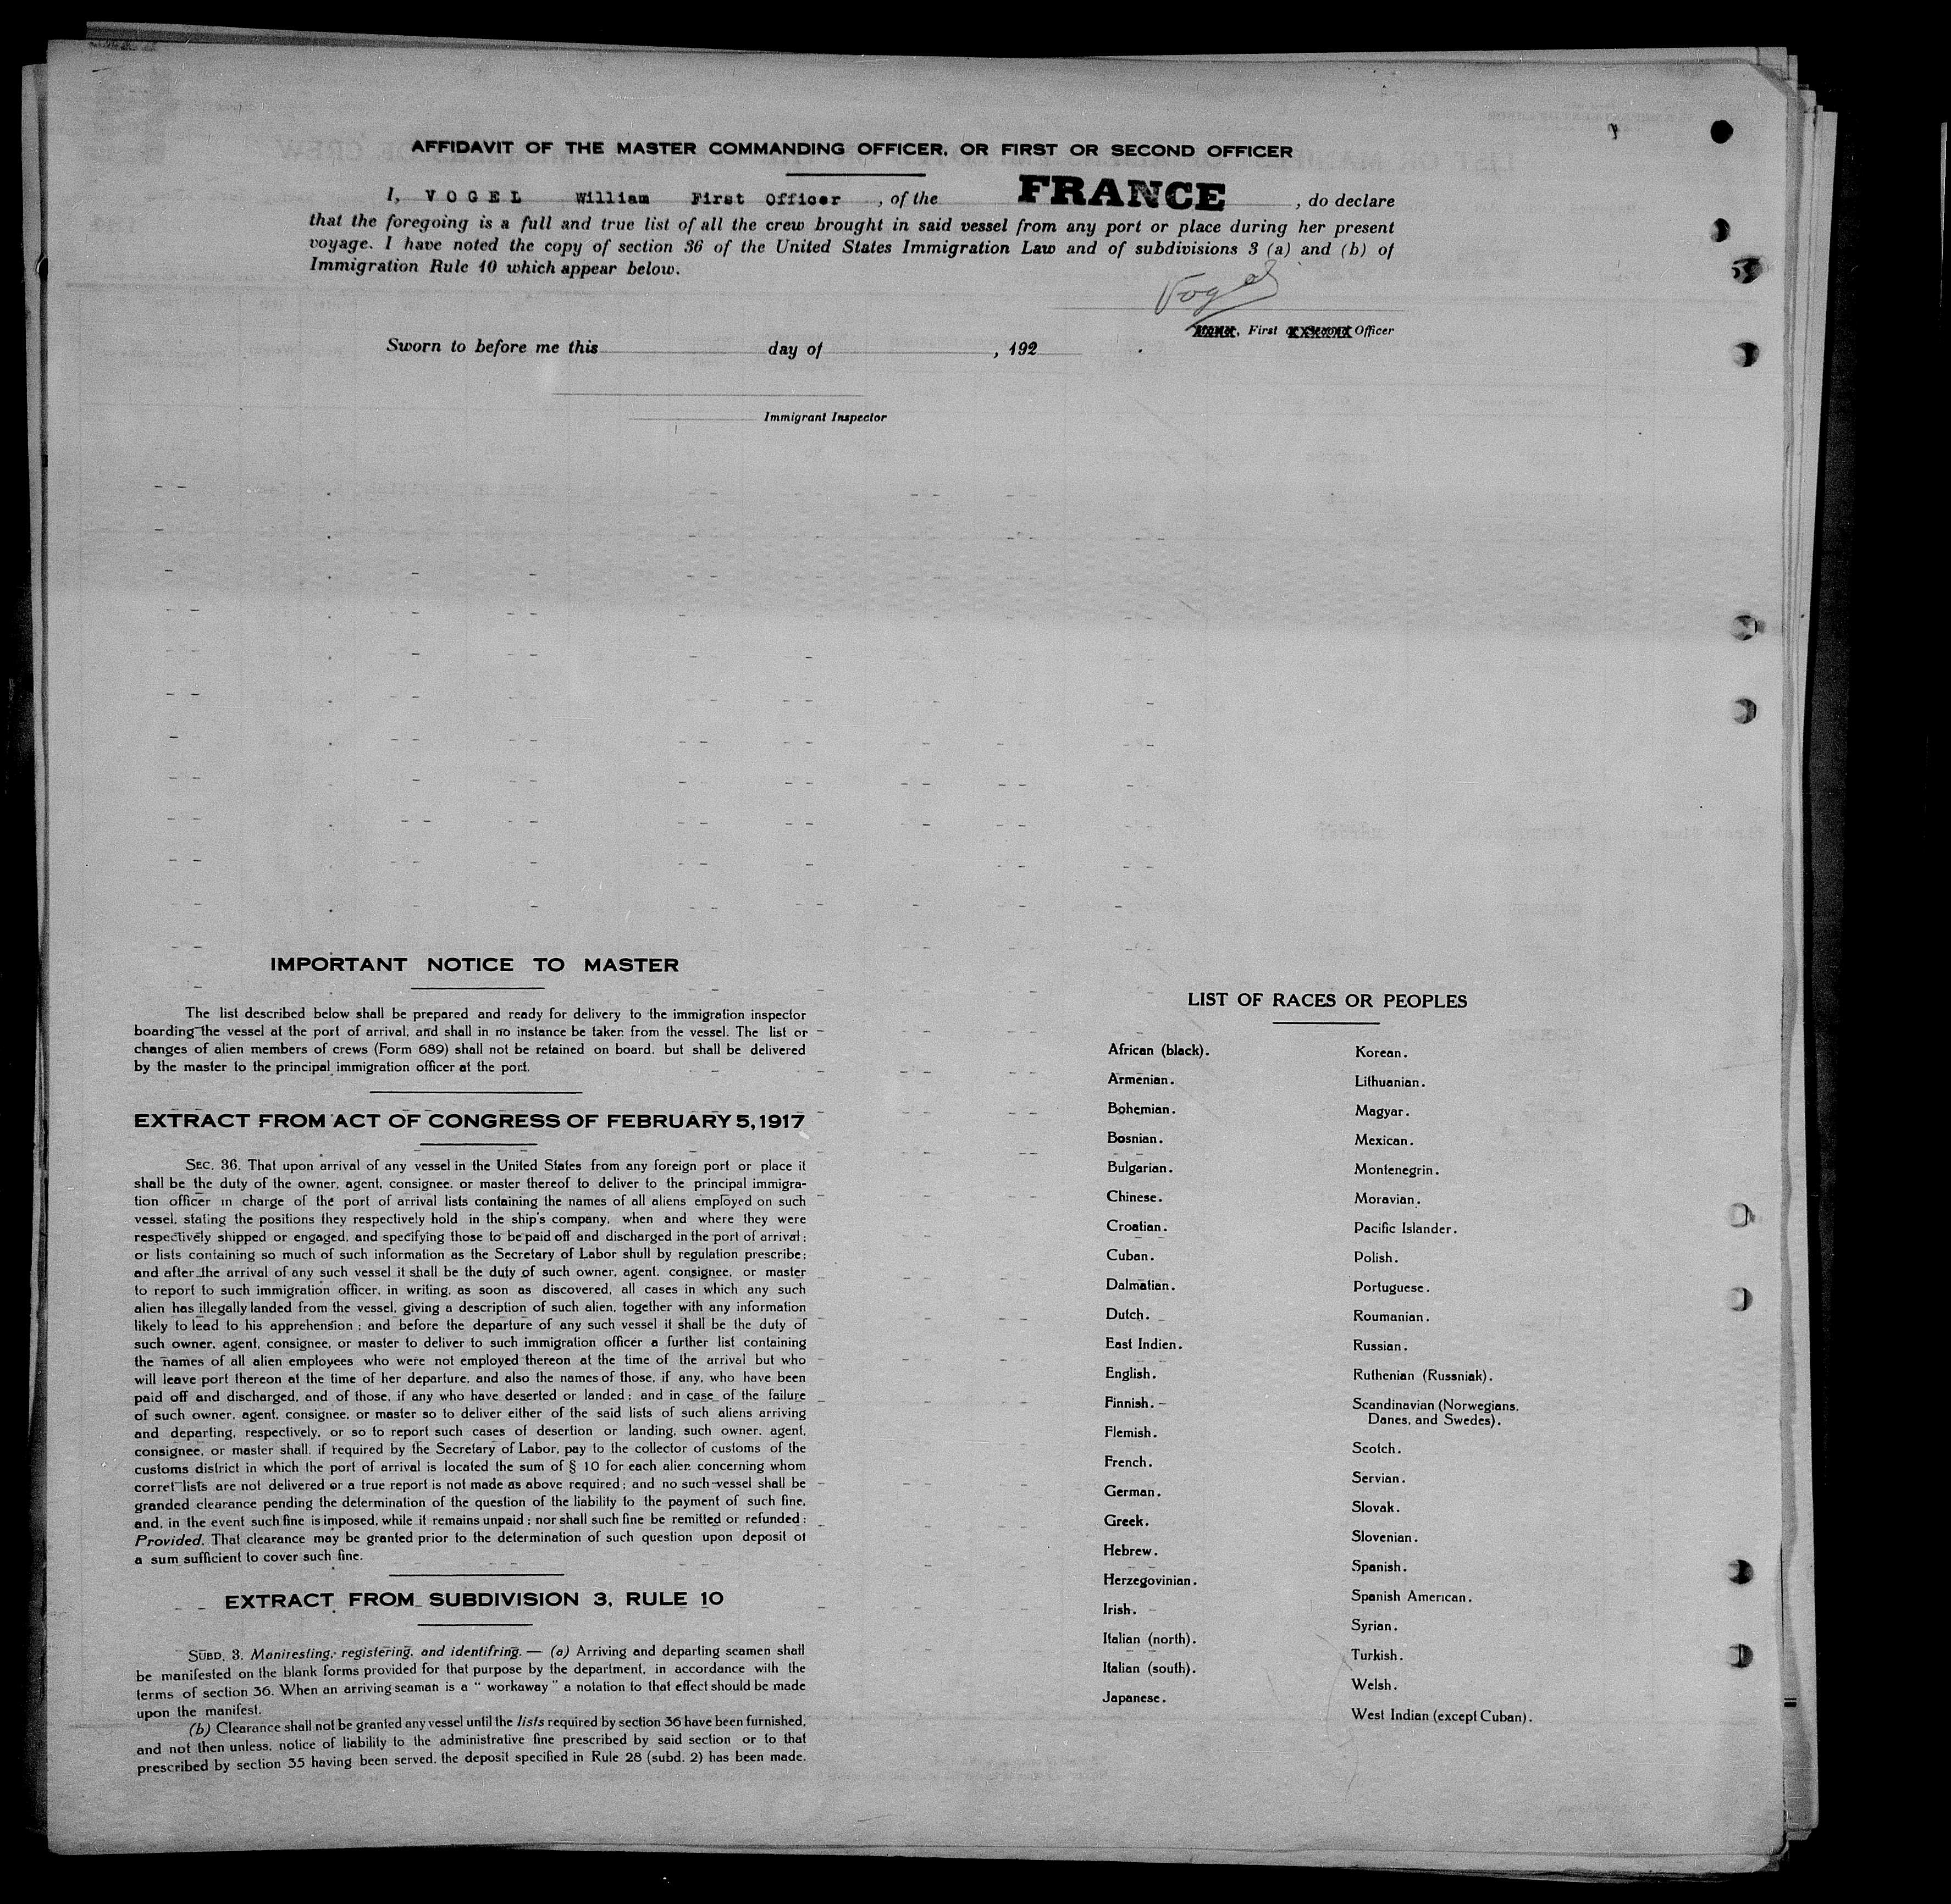 AFFIDAVIT OF THE MASTER COMMANDING OFFICER, OR FIRST OR SECOND OFFICER
I, VOGEL William First Officer , of the FRANCE , do declare
that the foregoing is a full and true list of all the crew brought in said vessel from any port or place during her present
voyage. I have noted the copy of section 36 of the United States Immigration Law and of subdivisions 3 (a) and (b) of
Immigration Rule 10 which appear below.
Vogel
First or Second Officer
Sworn to before me this day of , 192
Immigrant Inspector
IMPORTANT NOTICE TO MASTER
The list described below shall be prepared and ready for delivery to the immigration inspector
boarding the vessel at the port of arrival, and shall in no instance be taken from the vessel. The list or
changes of alien members of crews (Form 689) shall not be retained on board. but shall be delivered
by the master to the principal immigration officer at the port.
EXTRACT FROM ACT OF CONGRESS OF FEBRUARY 5, 1917
SEC. 36. That upon arrival of any vessel in the United States from any foreign port or place it
shall be the duty of the owner, agent, consignee. or master thereof to deliver to the principal immigra-
tion officer in charge of the port of arrival lists containing the names of all aliens employed on such
vessel, stating the positions they respectively hold in the ship's company, when and where they were
respectively shipped or engaged, and specifying those to be paid off and discharged in the port of arrival ;
or lists containing so much of such information as the Secretary of Labor shull by regulation prescribe;
and after the arrival of any such vessel it shall be the duty of such owner, agent. consignee, or master
to report to such immigration officer, in writing, as soon as discovered, all cases in which any such
alien has illegally landed from the vessel, giving a description of such alien, together with any information
likely to lead to his apprehension ; and before the departure of any such vessel it shall be the duty of
such owner, agent, consignee, or master to deliver to such immigration officer a further list containing
the names of all alien employees who were not employed thereon at the time of the arrival but who
will leave port thereon at the time of her departure, and also the names of those, if any, who have been
paid off and discharged, and of those, if any who have deserted or landed ; and in case of the failure
of such owner, agent, consignee, or master so to deliver either of the said lists of such aliens arriving
and departing, respectively, or so to report such cases of desertion or landing, such owner, agent,
consignee, or master shall, if required by the Secretary of Labor, pay to the collector of customs of the
customs district in which the port of arrival is located the sum of § 10 for each alien concerning whom
corret lists are not delivered or a true report is not made as above required ; and no such vessel shall be
granded clearance pending the determination of the question of the liability to the payment of such fine,
and, in the event such fine is imposed, while it remains unpaid ; nor shall such fine be remitted or refunded :
Provided. That clearance may be granted prior to the determination of such question upon deposit of
a sum sufficient to cover such fine.
EXTRACT FROM SUBDIVISION 3, RULE 10
SUBD. 3. Maniresting, registering, and identifring. — (a) Arriving and departing seamen shall
be manifested on the blank forms provided for that purpose by the department, in accordance with the
terms of section 36. When an arriving seaman is a " workaway " a notation to that effect should be made
upon the manifest.
(b) Clearance shall not be granted any vessel until the lists required by section 36 have been furnished,
and not then unless, notice of liability to the administrative fine prescribed by said section or to that
prescribed by section 35 having been served, the deposit specified in Rule 28 (subd. 2) has been made.
LIST OF RACES OR PEOPLES
African (black).
Armenian.
Bohemian.
Bosnian.
Bulgarian.
Chinese.
Croatian.
Cuban.
Dalmatian.
Dutch.
East Indien.
English.
Finnish.
Flemish.
French.
German.
Greek.
Hebrew.
Herzegovinian.
Irish.
Italian (north).
Italian (south).
Japanese.
Korean.
Lithuanian.
Magyar.
Mexican.
Montenegrin.
Moravian.
Pacific Islander.
Polish.
Portuguese.
Roumanian.
Russian.
Ruthenian (Russniak).
Scandinavian (Norwegians,
Danes, and Swedes).
Scotch.
Servian.
Slovak.
Slovenian.
Spanish.
Spanish American.
Syrian.
Turkish.
Welsh.
West Indian (except Cuban).